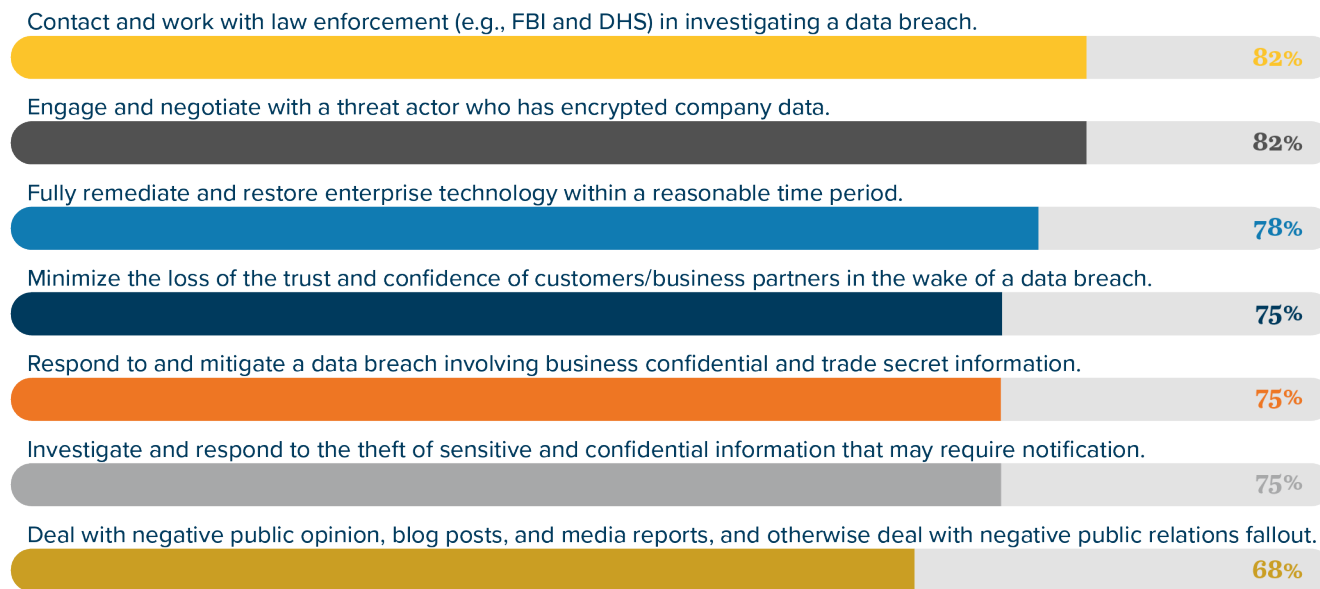 Contact and work with law enforcement (e.g., FBI and DHS) in investigating a data breach.
82%
Engage and negotiate with a threat actor who has encrypted company data.
82%
Fully remediate and restore enterprise technology within a reasonable time period.
78%
Minimize the loss of the trust and confidence of customers/business partners in the wake of a data breach.
75%
Respond to and mitigate a data breach involving business confidential and trade secret information.
75%
Investigate and respond to the theft of sensitive and confidential information that may require notification.
75%
Deal with negative public opinion, blog posts, and media reports, and otherwise deal with negative public relations fallout.
68%